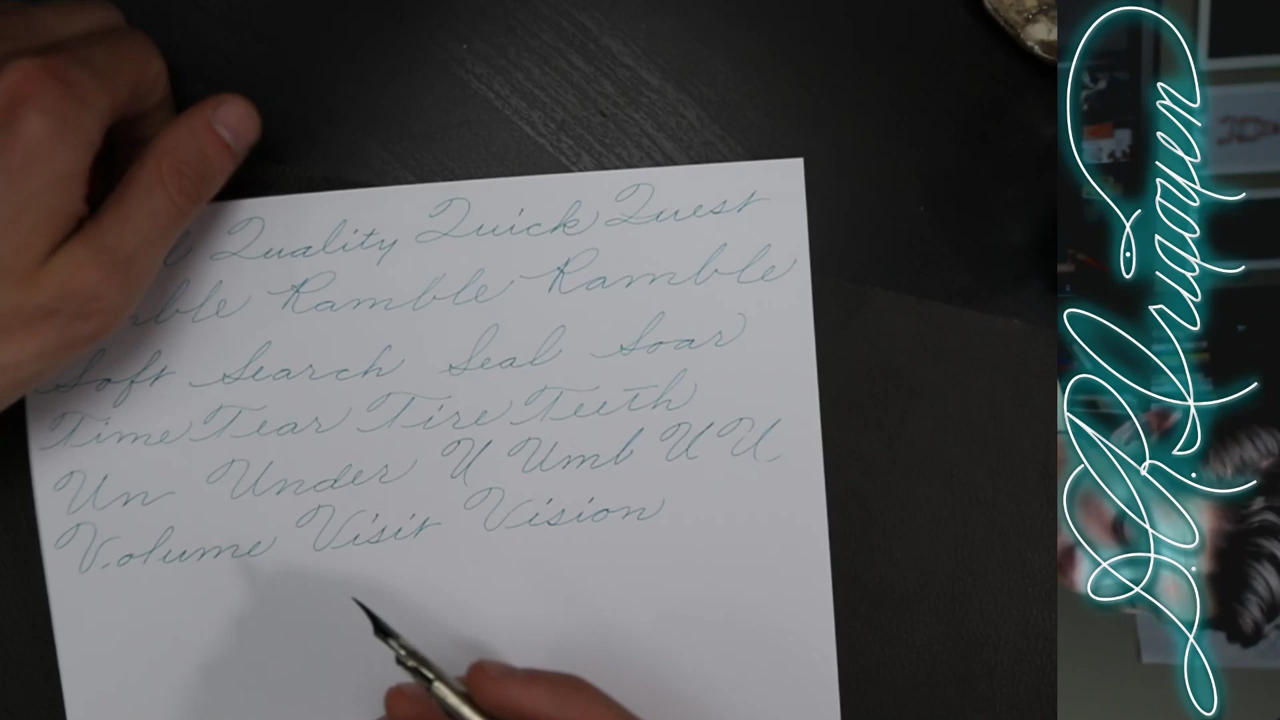 Quality Quick Quest
Ramble Ramble
Soft Search Seal Soar
Time Tear Tire Teeth
Un Under U Umb U U
Volume Visit Vision